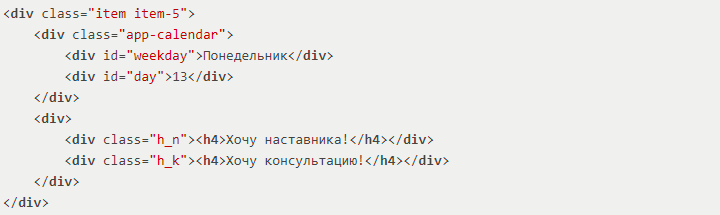 <div class="item item-5">
    <div class="app-calendar">
        <div id="weekday">Понедельник</div>
        <div id="day">13</div>
    </div>
    <div>
        <div class="h_n"><h4>Хочу наставника!</h4></div>
        <div class="h_k"><h4>Хочу консультацию!</h4></div>
    </div>
</div>